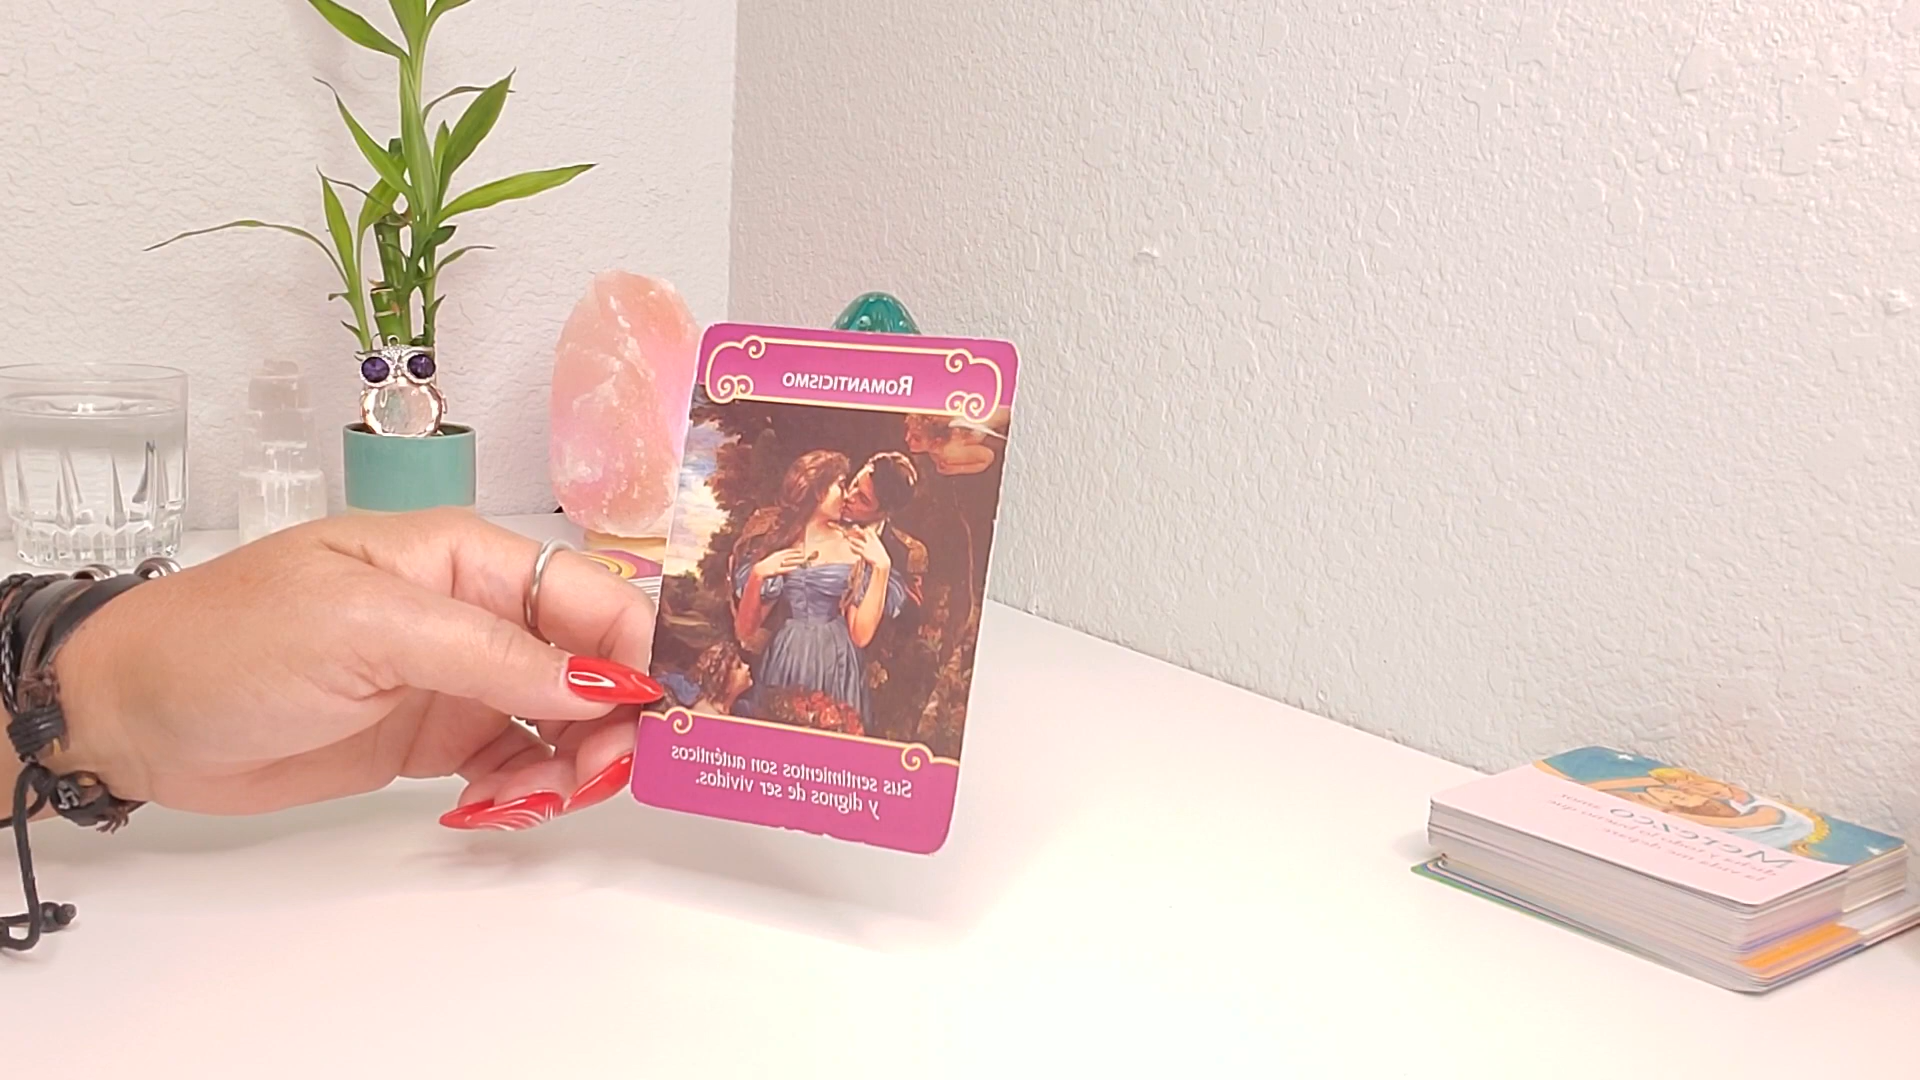 Romanticismo
Sus sentimientos son auténticos
y dignos de ser vividos.
Merezco